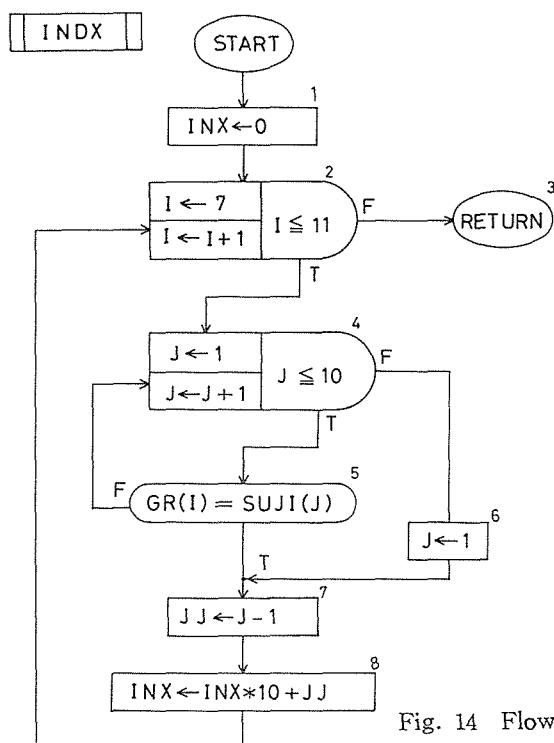 INDX
START
1
INX←0
2
I←7
I←I+1
I≦11
F
3
RETURN
T
4
J←1
J←J+1
J≦10
F
T
5
F
GR(I)=SUJI(J)
6
J←1
T
7
JJ←J-1
8
INX←INX*10+JJ
Fig. 14 Flow